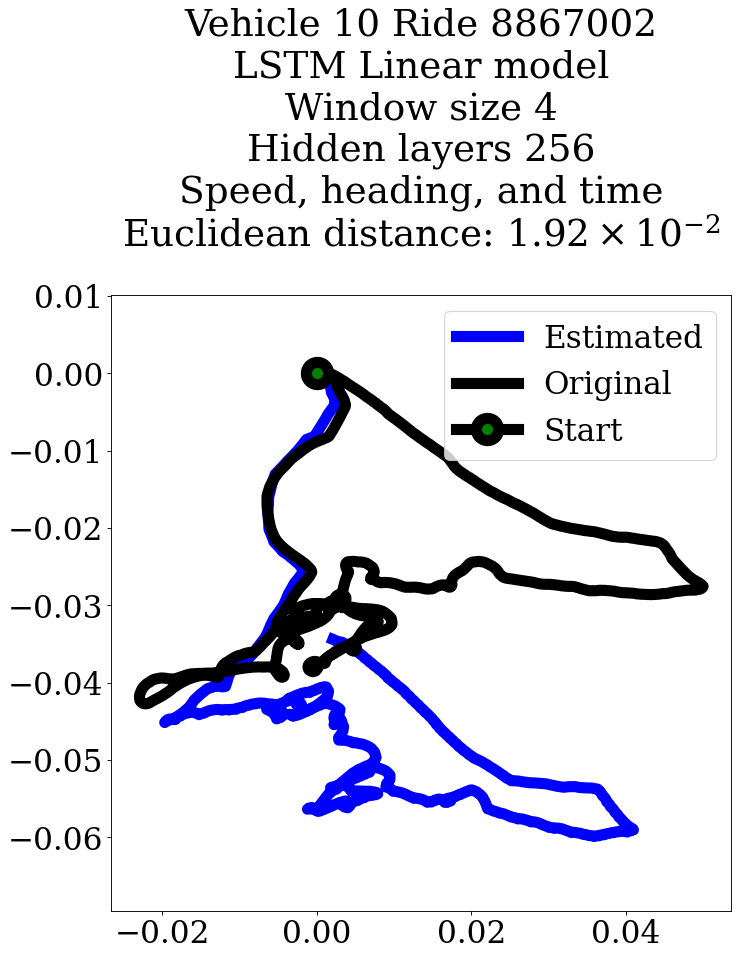 Vehicle 10 Ride 8867002
LSTM Linear model
Window size 4
Hidden layers 256
Speed, heading, and time
Euclidean distance: 1.92 × 10⁻²
Estimated
Original
Start
0.01
0.00
−0.01
−0.02
−0.03
−0.04
−0.05
−0.06
−0.02 0.00 0.02 0.04